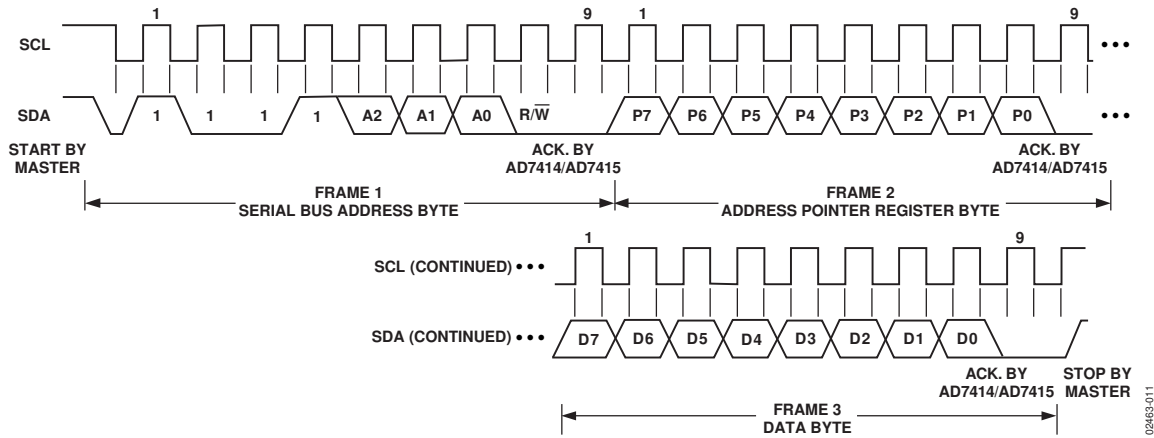 1 9 1 9
SCL •••
SDA 1 1 1 1 A2 A1 A0 R/W̅ P7 P6 P5 P4 P3 P2 P1 P0 •••
START BY MASTER
ACK. BY AD7414/AD7415
ACK. BY AD7414/AD7415
FRAME 1
SERIAL BUS ADDRESS BYTE
FRAME 2
ADDRESS POINTER REGISTER BYTE
1 9
SCL (CONTINUED) •••
SDA (CONTINUED) ••• D7 D6 D5 D4 D3 D2 D1 D0
ACK. BY AD7414/AD7415
STOP BY MASTER
FRAME 3
DATA BYTE
02463-011